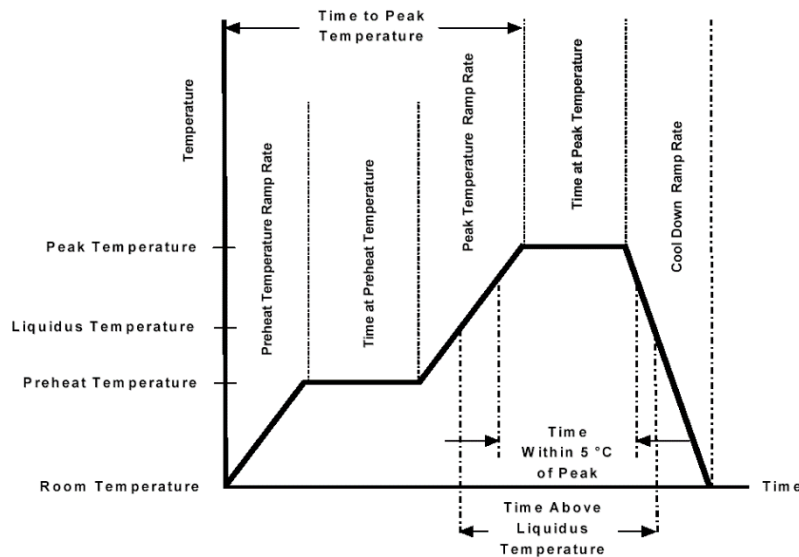 Time to Peak
Temperature
Temperature
Preheat Temperature Ramp Rate
Time at Preheat Temperature
Peak Temperature Ramp Rate
Time at Peak Temperature
Cool Down Ramp Rate
Peak Temperature
Liquidus Temperature
Preheat Temperature
Room Temperature
Time
Within 5 °C
of Peak
Time
Time Above
Liquidus
Temperature